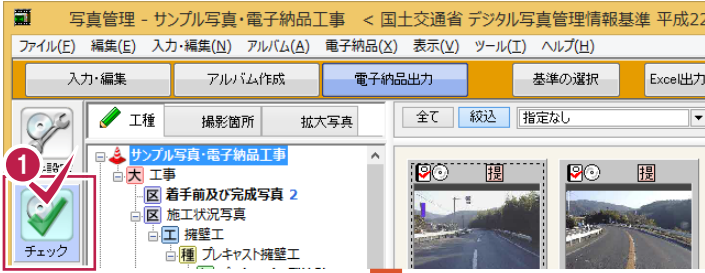 写真管理 - サンプル写真・電子納品工事 < 国土交通省 デジタル写真管理情報基準 平成22
ファイル(F) 編集(E) 入力・編集(N) アルバム(A) 電子納品(X) 表示(V) ツール(T) ヘルプ(H)
入力・編集 アルバム作成 電子納品出力 基準の選択 Excel出力
工種 撮影箇所 拡大写真 全て 絞込 指定なし
サンプル写真・電子納品工事
1
大 工事
提 提
区 着手前及び完成写真 2
区 施工状況写真
工 擁壁工
チェック
種 プレキャスト擁壁工